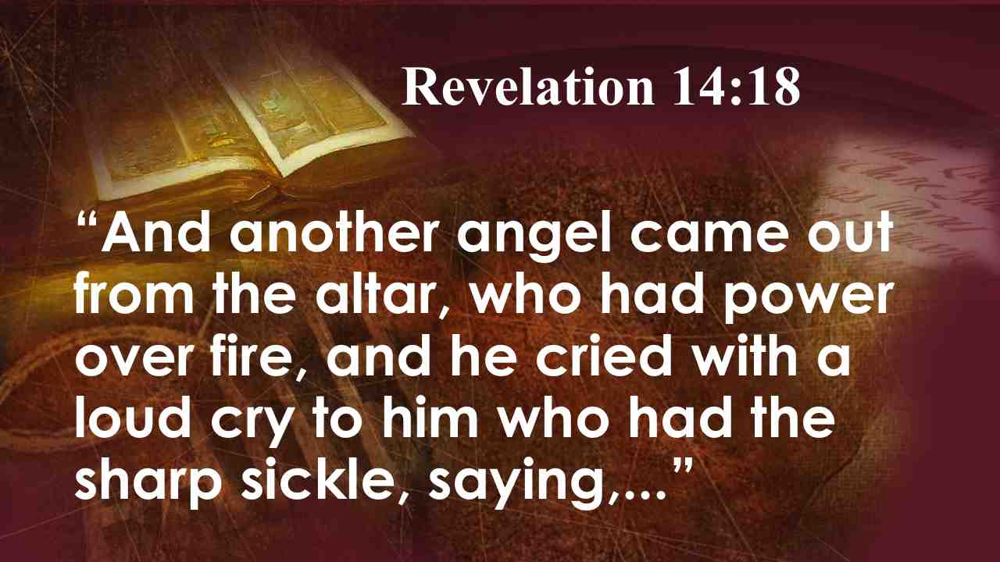 Revelation 14:18
“And another angel came out
from the altar, who had power
over fire, and he cried with a
loud cry to him who had the
sharp sickle, saying,...”